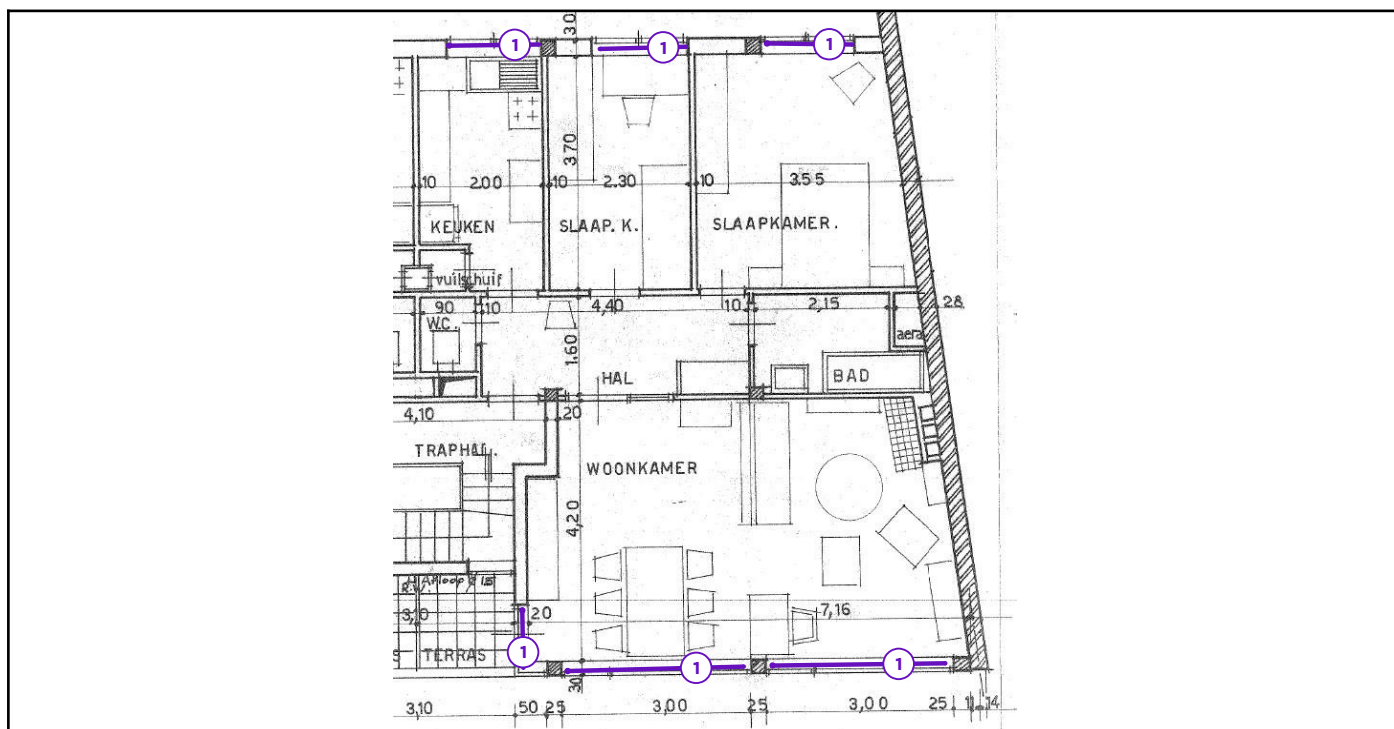 30
1 1 1
3.70
10 2.00 10 2.30 10 3.55
KEUKEN SLAAP. K. SLAAPKAMER.
vuilschuif
90 10 4,40 10 2,15 28
W.C.
aera
1.60
HAL BAD
4,10 20
TRAPHAL.
WOONKAMER
4,20
3,10 20 7,16
1 1 1
S TERRAS
30
3,10 50 25 3,00 25 3,00 25 11 14